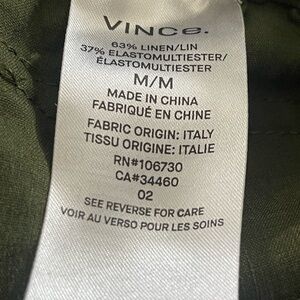 VINCE.
63% LINEN/LIN
37% ELASTOMULTIESTER/
ÉLASTOMULTIESTER
M/M
MADE IN CHINA
FABRIQUÉ EN CHINE
FABRIC ORIGIN: ITALY
TISSU ORIGINE: ITALIE
RN#106730
CA#34460
02
SEE REVERSE FOR CARE
VOIR AU VERSO POUR LES SOINS